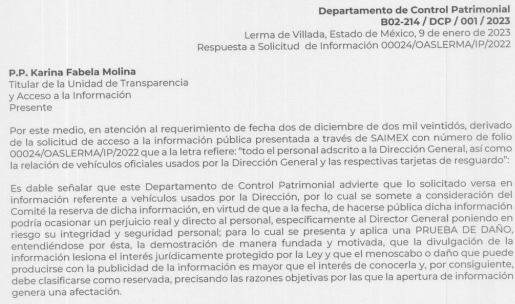 Departamento de Control Patrimonial
B02-214 / DCP / 001 / 2023
Lerma de Villada, Estado de México, 9 de enero de 2023
Respuesta a Solicitud de Información 00024/OASLERMA/IP/2022
P.P. Karina Fabela Molina
Titular de la Unidad de Transparencia
y Acceso a la Información
Presente
Por este medio, en atención al requerimiento de fecha dos de diciembre de dos mil veintidós, derivado
de la solicitud de acceso a la información pública presentada a través de SAIMEX con número de folio
00024/OASLERMA/IP/2022 que a la letra refiere: "todo el personal adscrito a la Dirección General, así como
la relación de vehículos oficiales usados por la Dirección General y las respectivas tarjetas de resguardo":
Es dable señalar que este Departamento de Control Patrimonial advierte que lo solicitado versa en
información referente a vehículos usados por la Dirección, por lo cual se somete a consideración del
Comité la reserva de dicha información, en virtud de que a la fecha, de hacerse pública dicha información
podría ocasionar un perjuicio real y directo al personal, específicamente al Director General poniendo en
riesgo su integridad y seguridad personal; para lo cual se presenta y aplica una PRUEBA DE DAÑO,
entendiéndose por ésta, la demostración de manera fundada y motivada, que la divulgación de la
información lesiona el interés jurídicamente protegido por la Ley y que el menoscabo o daño que puede
producirse con la publicidad de la información es mayor que el interés de conocerla y, por consiguiente,
debe clasificarse como reservada, precisando las razones objetivas por las que la apertura de información
genera una afectación.